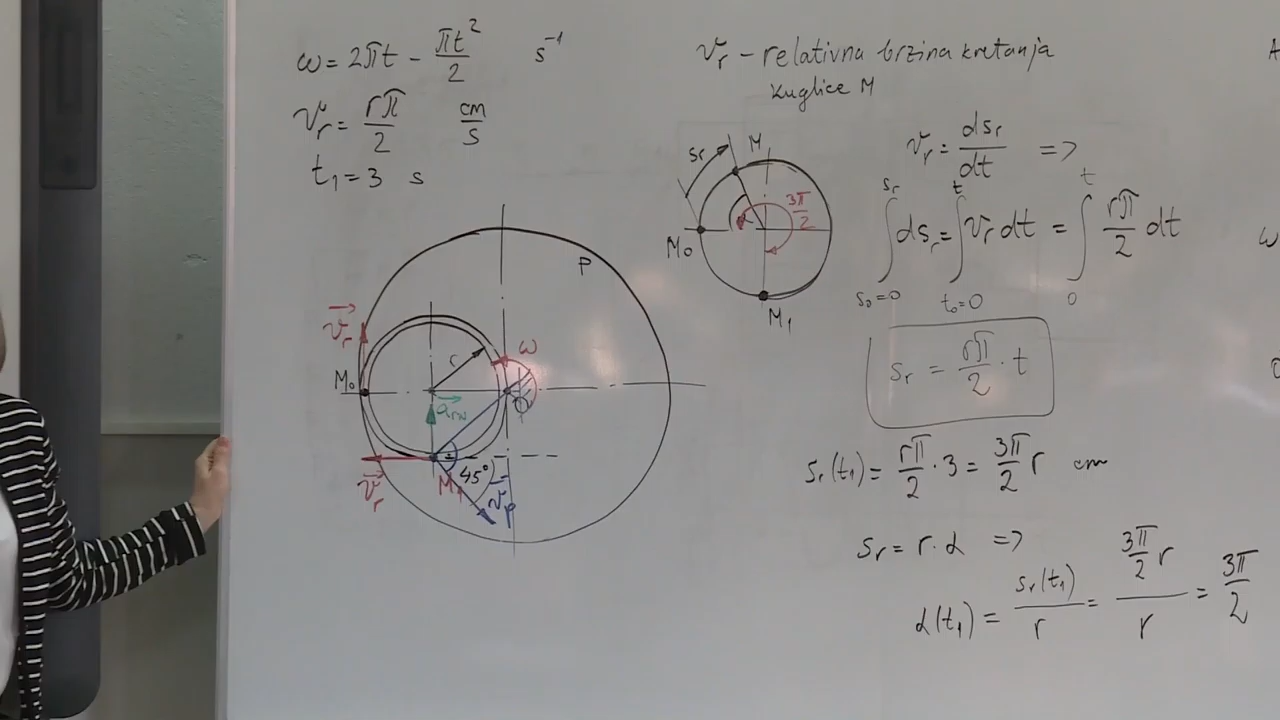 ω = 2πt - πt²/2 s⁻¹
v_r = rπ/2 cm/s
t₁ = 3 s
v_r - relativna brzina kretanja
kuglice M
v_r = ds_r/dt =>
∫_{s₀=0}^{s_r} ds_r = ∫_{t₀=0}^{t} v_r dt = ∫_{0}^{t} rπ/2 dt
s_r = rπ/2 · t
s_r(t₁) = rπ/2 · 3 = 3π/2 r cm
s_r = r · α =>
α(t₁) = s_r(t₁)/r = (3π/2 r)/r = 3π/2
s_r
M
3π/2
α
M₀
M₁
P
v_r
r
ω
M₀
a_rN
45°
v_r
M₁
v_p
A
ω